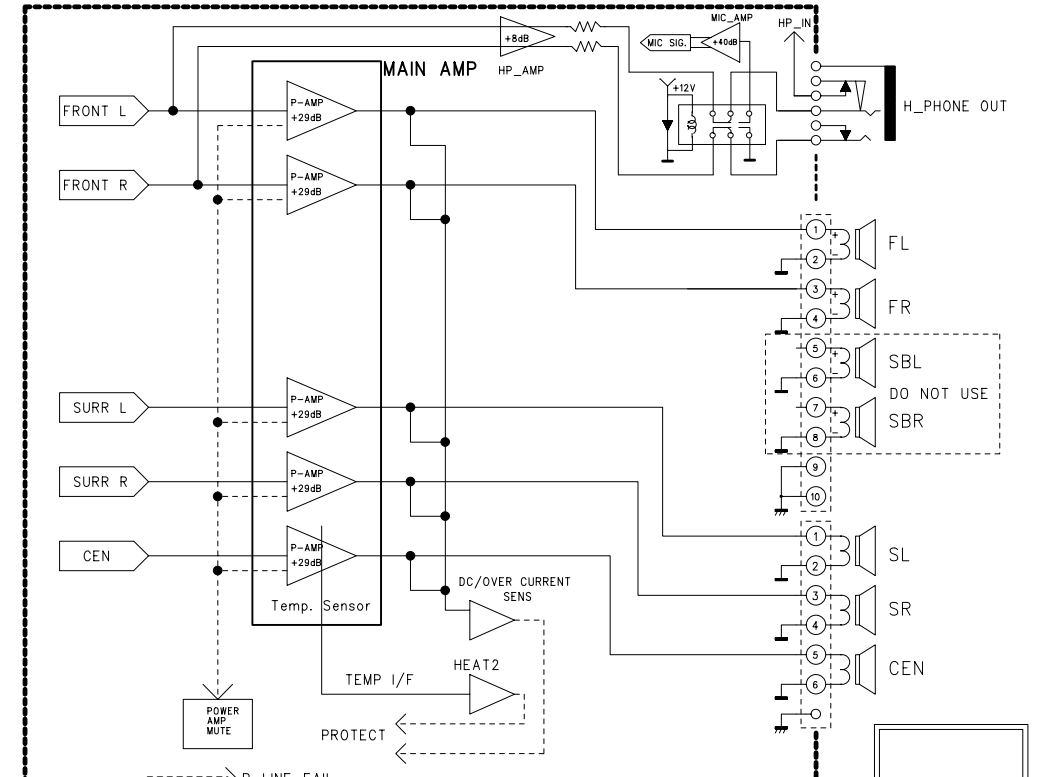 MIC_AMP
HP_IN
+8dB
MIC SIG.
+40dB
MAIN AMP
HP_AMP
+12V
FRONT L
P-AMP
+29dB
H_PHONE OUT
FRONT R
P-AMP
+29dB
1
+
FL
2
-
3
+
FR
4
-
5
+
SBL
6
-
DO NOT USE
7
+
SBR
8
-
SURR L
P-AMP
+29dB
9
SURR R
P-AMP
+29dB
10
CEN
P-AMP
+29dB
1
SL
2
DC/OVER CURRENT
SENS
3
SR
4
Temp. Sensor
5
CEN
6
HEAT2
TEMP I/F
POWER
AMP
MUTE
PROTECT